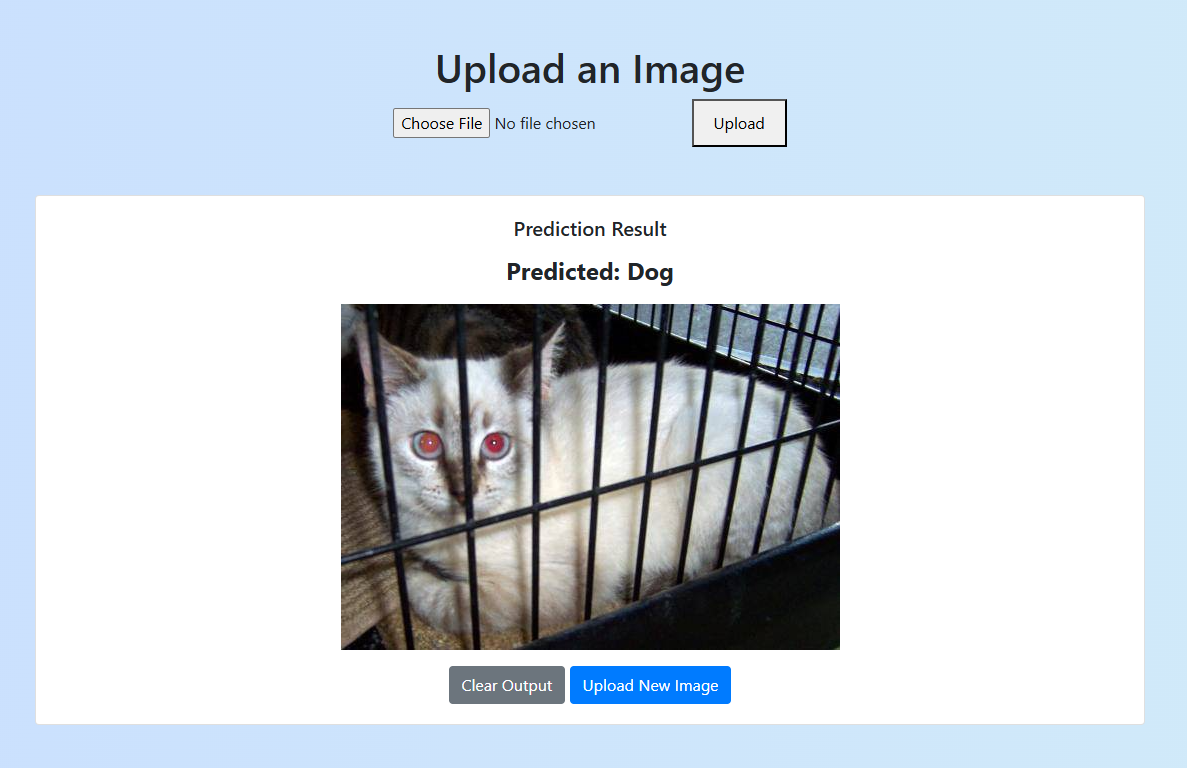 Upload an Image
Choose File No file chosen Upload
Prediction Result
Predicted: Dog
Clear Output Upload New Image